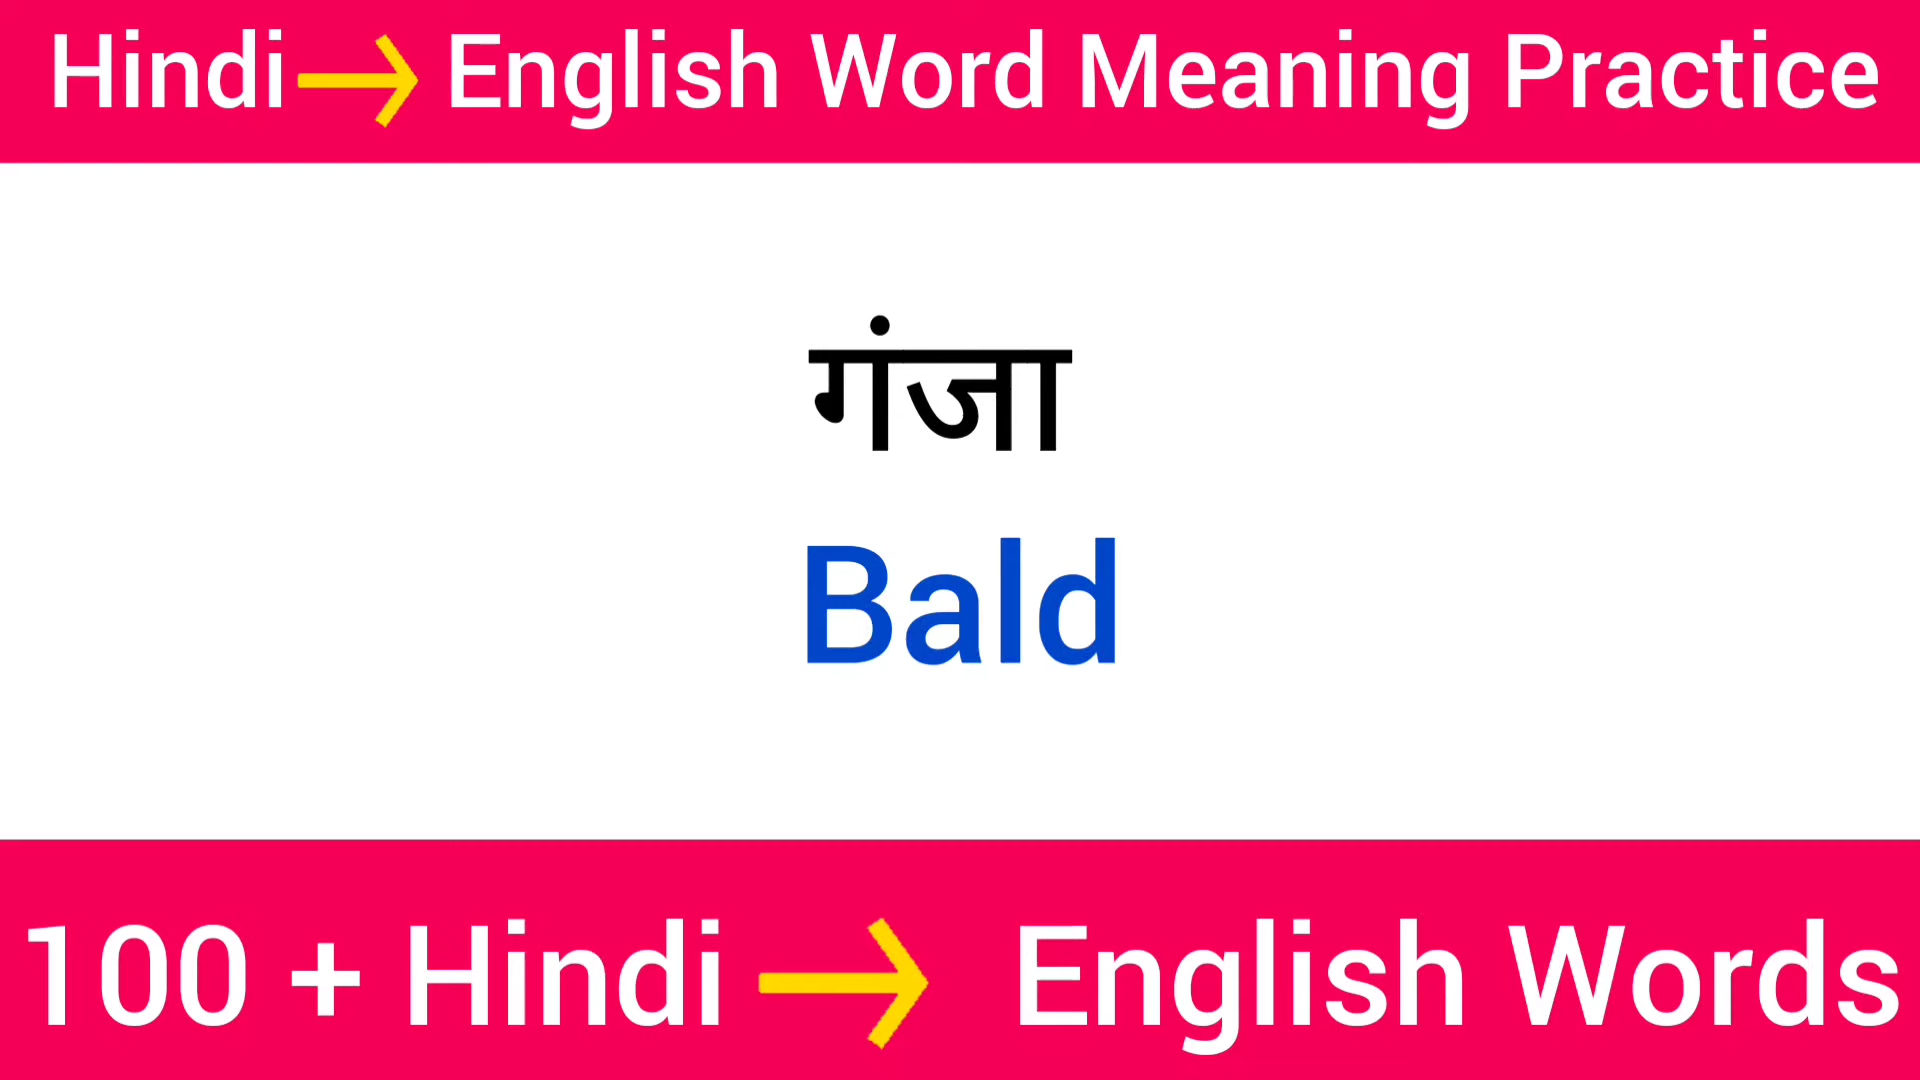 Hindi→ English Word Meaning Practice
गंजा
Bald
100 + Hindi → English Words